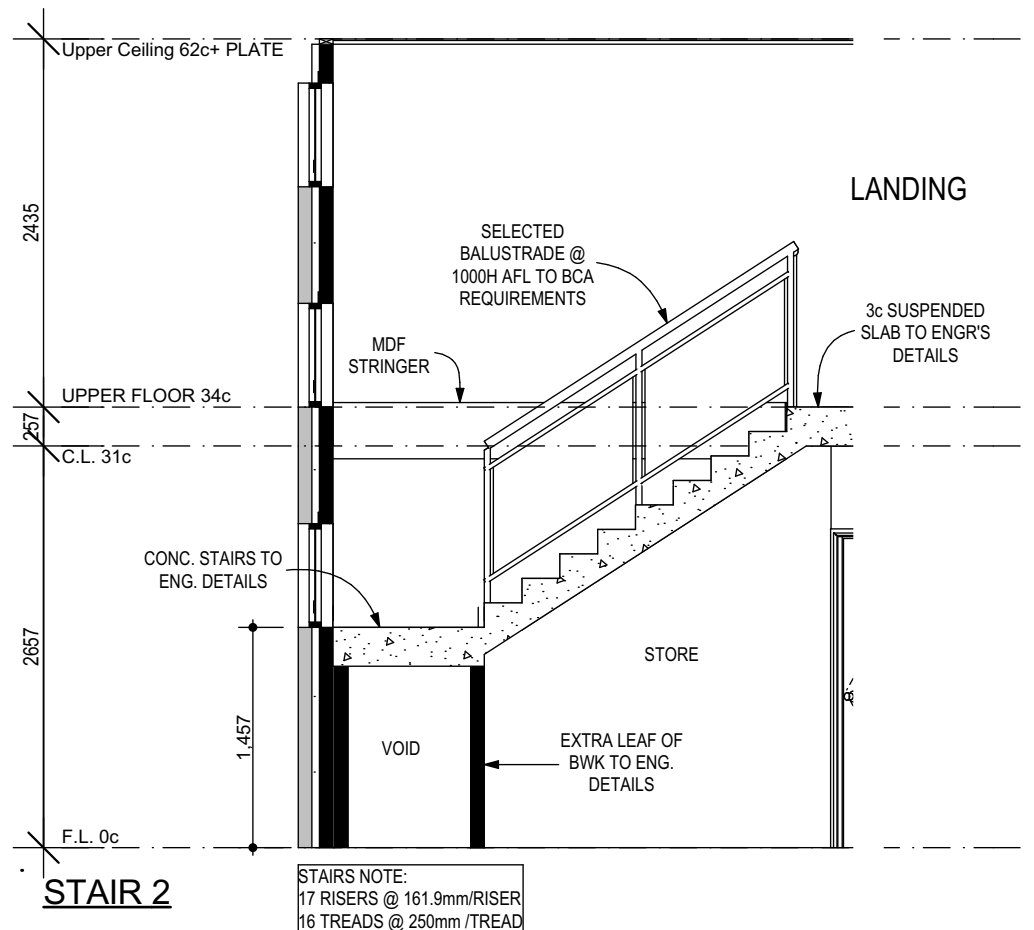 Upper Ceiling 62c+ PLATE
2435
LANDING
SELECTED
BALUSTRADE @
1000H AFL TO BCA
REQUIREMENTS
3c SUSPENDED
SLAB TO ENGR'S
DETAILS
MDF
STRINGER
UPPER FLOOR 34c
257
C.L. 31c
CONC. STAIRS TO
ENG. DETAILS
2657
STORE
1,457
VOID
EXTRA LEAF OF
BWK TO ENG.
DETAILS
F.L. 0c
STAIR 2
STAIRS NOTE:
17 RISERS @ 161.9mm/RISER
16 TREADS @ 250mm /TREAD